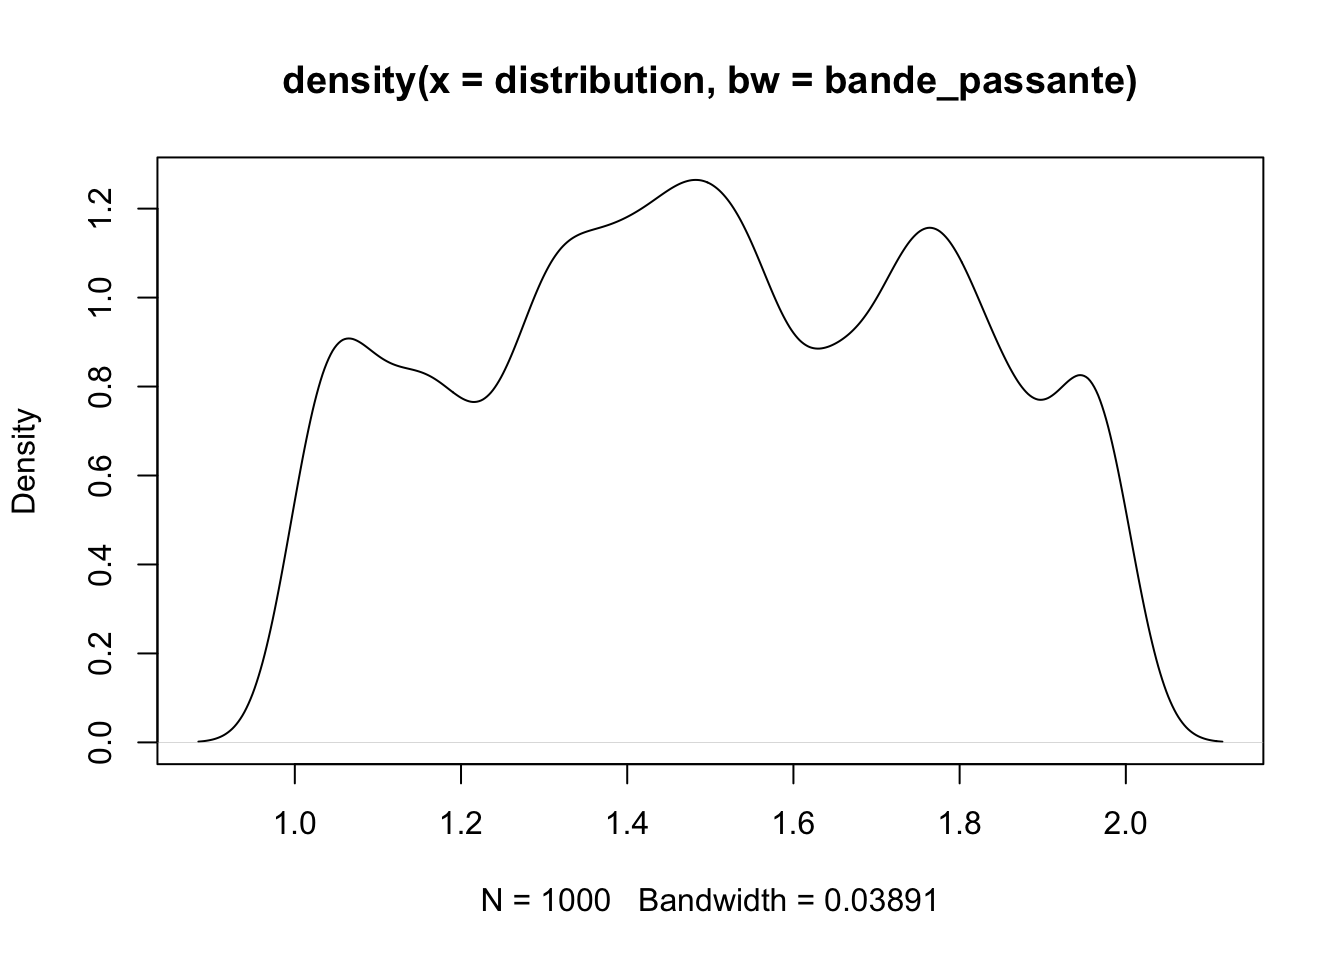 density(x = distribution, bw = bande_passante)
Density
1.2
1.0
0.8
0.6
0.4
0.2
0.0
1.0 1.2 1.4 1.6 1.8 2.0
N = 1000 Bandwidth = 0.03891